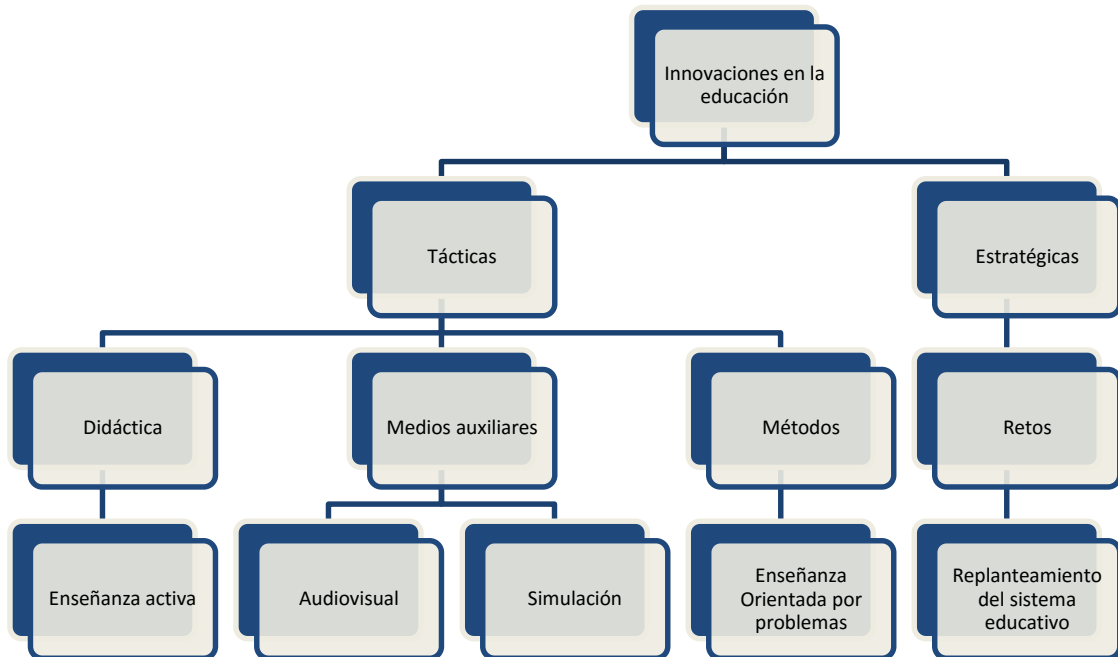 Innovaciones en la
educación
Tácticas
Estratégicas
Didáctica
Medios auxiliares
Métodos
Retos
Enseñanza activa
Audiovisual
Simulación
Enseñanza
Orientada por
problemas
Replanteamiento
del sistema
educativo